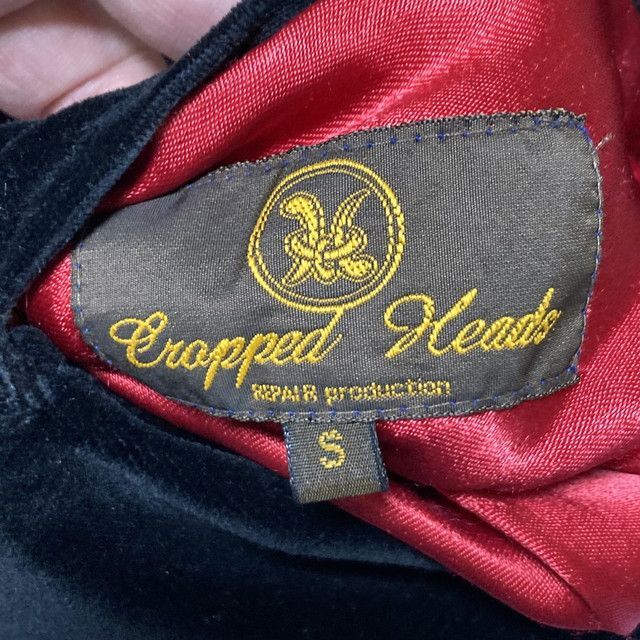 Cropped Heads
REPAIR production
S